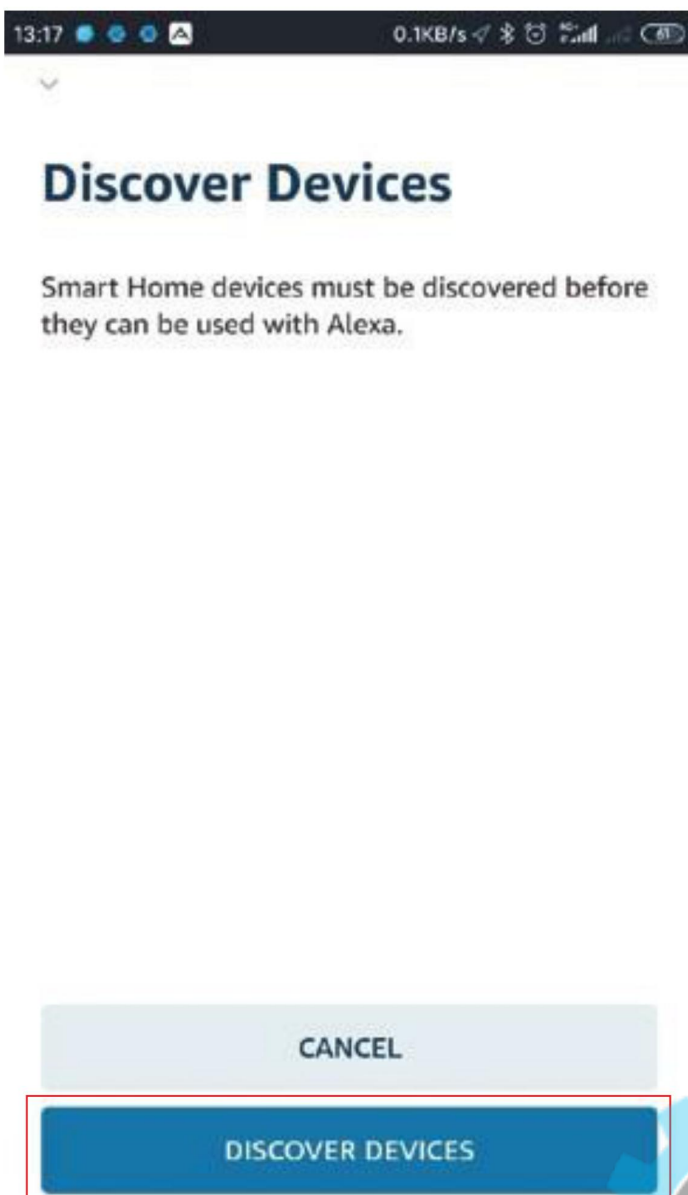 13:17 0.1KB/s 61
Discover Devices
Smart Home devices must be discovered before
they can be used with Alexa.
CANCEL
DISCOVER DEVICES